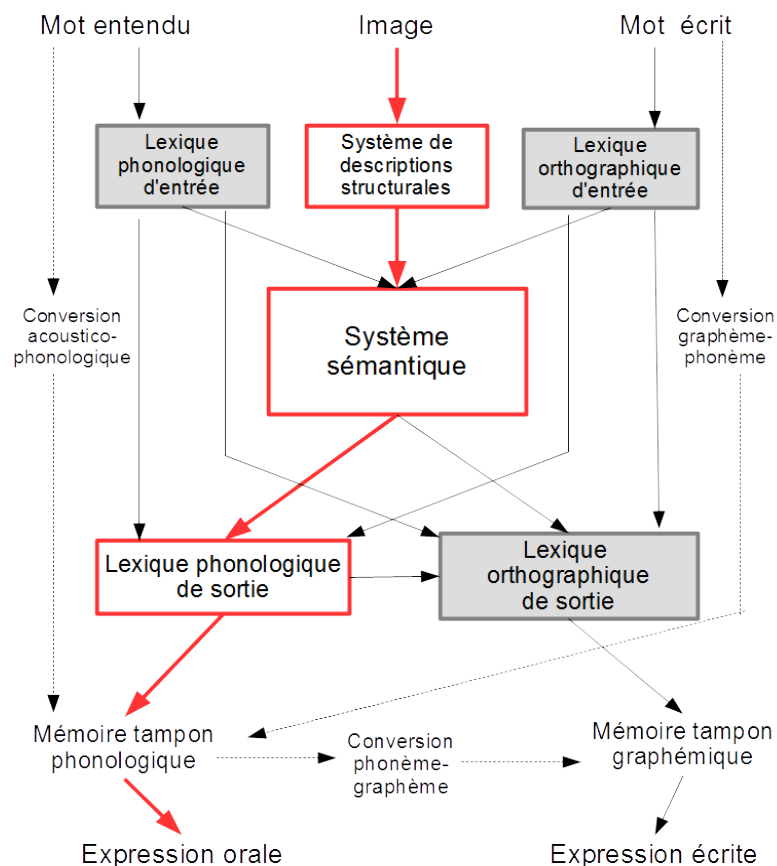 Mot entendu
Image
Mot écrit
Lexique
phonologique
d'entrée
Système de
descriptions
structurales
Lexique
orthographique
d'entrée
Conversion
acoustico-
phonologique
Système
sémantique
Conversion
graphème-
phonème
Lexique phonologique
de sortie
Lexique
orthographique
de sortie
Mémoire tampon
phonologique
Conversion
phonème-
graphème
Mémoire tampon
graphémique
Expression orale
Expression écrite